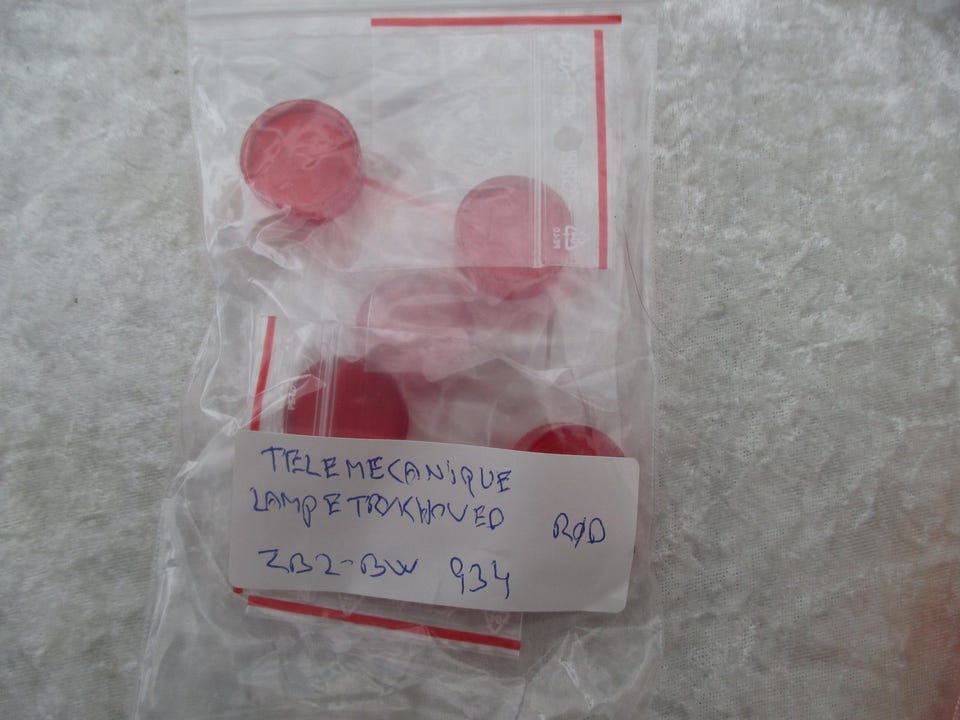 TELEMECANIQUE
LAMPETRYKHOVED RØD
ZB2-BW 934